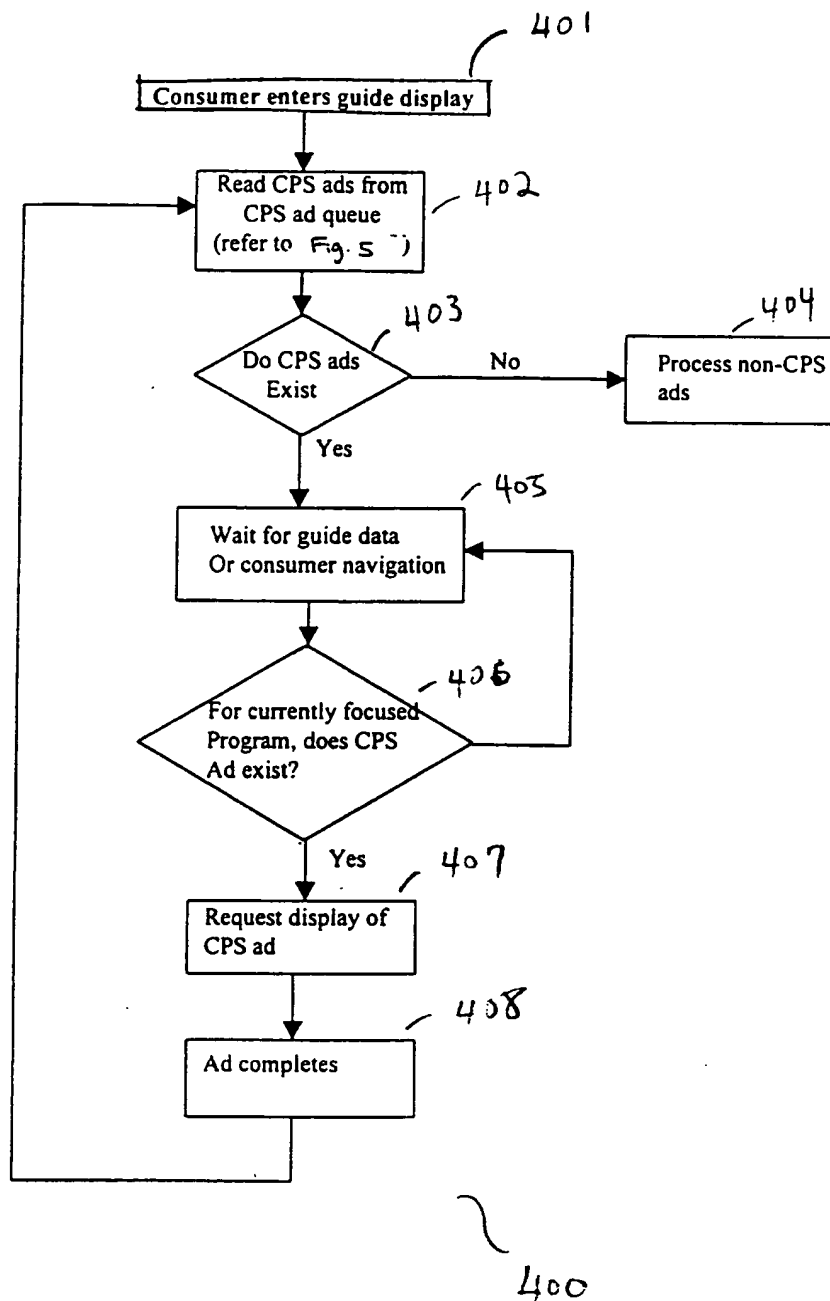 401
Consumer enters guide display
Read CPS ads from
CPS ad queue
(refer to Fig. 5 )
402
403
Do CPS ads
Exist
No
404
Process non-CPS
ads
Yes
405
Wait for guide data
Or consumer navigation
406
For currently focused
Program, does CPS
Ad exist?
Yes
407
Request display of
CPS ad
408
Ad completes
400